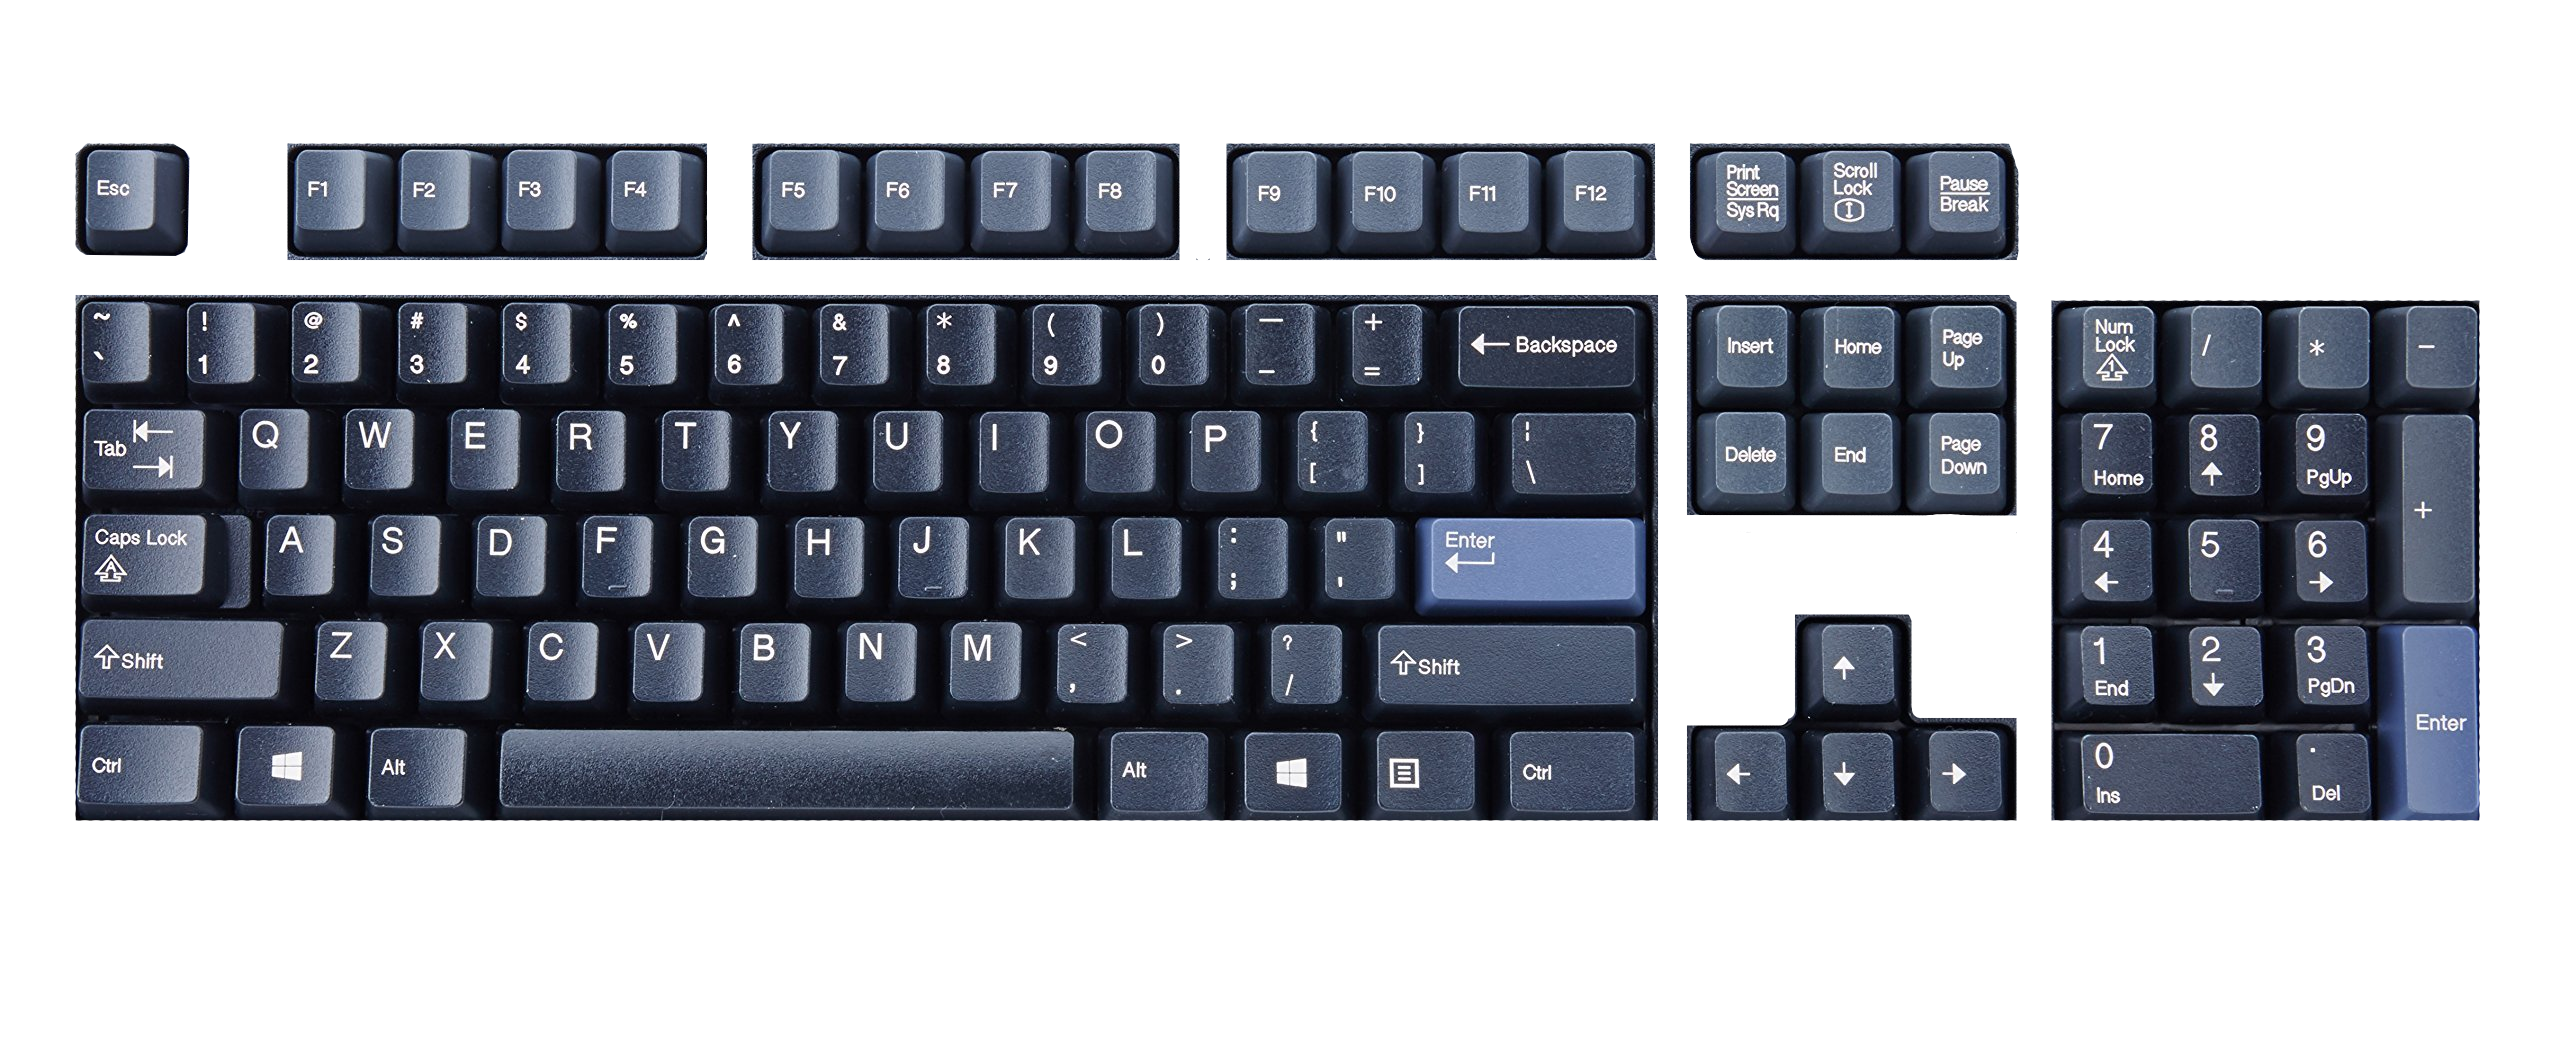 Esc F1 F2 F3 F4 F5 F6 F7 F8 F9 F10 F11 F12 Print Screen Sys Rq Scroll Lock Pause Break
~ ! @ # $ % ^ & * ( ) — +
` 1 2 3 4 5 6 7 8 9 0 – = ← Backspace Insert Home Page Up Num Lock 1 / * –
Tab Q W E R T Y U I O P { } ¦
[ ] \ Delete End Page Down 7 Home 8 ↑ 9 PgUp +
Caps Lock A A S D F G H J K L : " Enter
; ' 4 ← 5 6 →
⇧Shift Z X C V B N M < > ?
, . / ⇧Shift ↑ 1 End 2 ↓ 3 PgDn Enter
Ctrl Alt Alt Ctrl ← ↓ → 0 Ins . Del